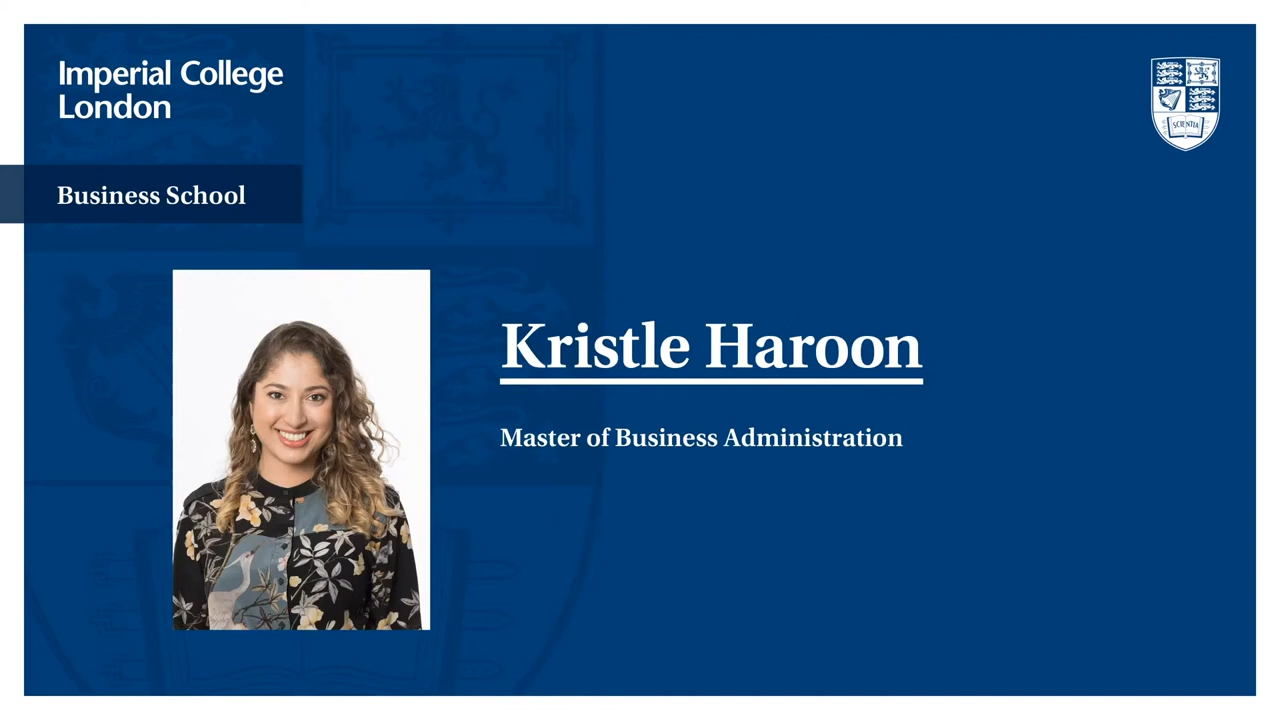 Imperial College
London
Business School
SCIENTIA
Kristle Haroon
Master of Business Administration